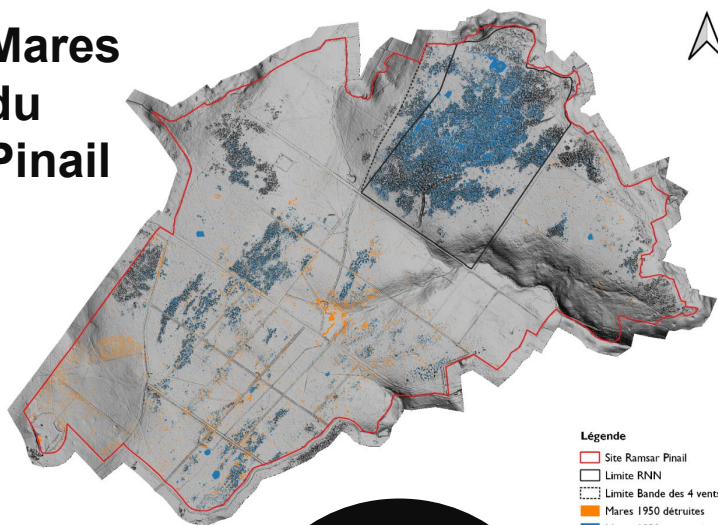 Mares
du
Pinail
Légende
Site Ramsar Pinail
Limite RNN
Limite Bande des 4 vents
Mares 1950 détruites